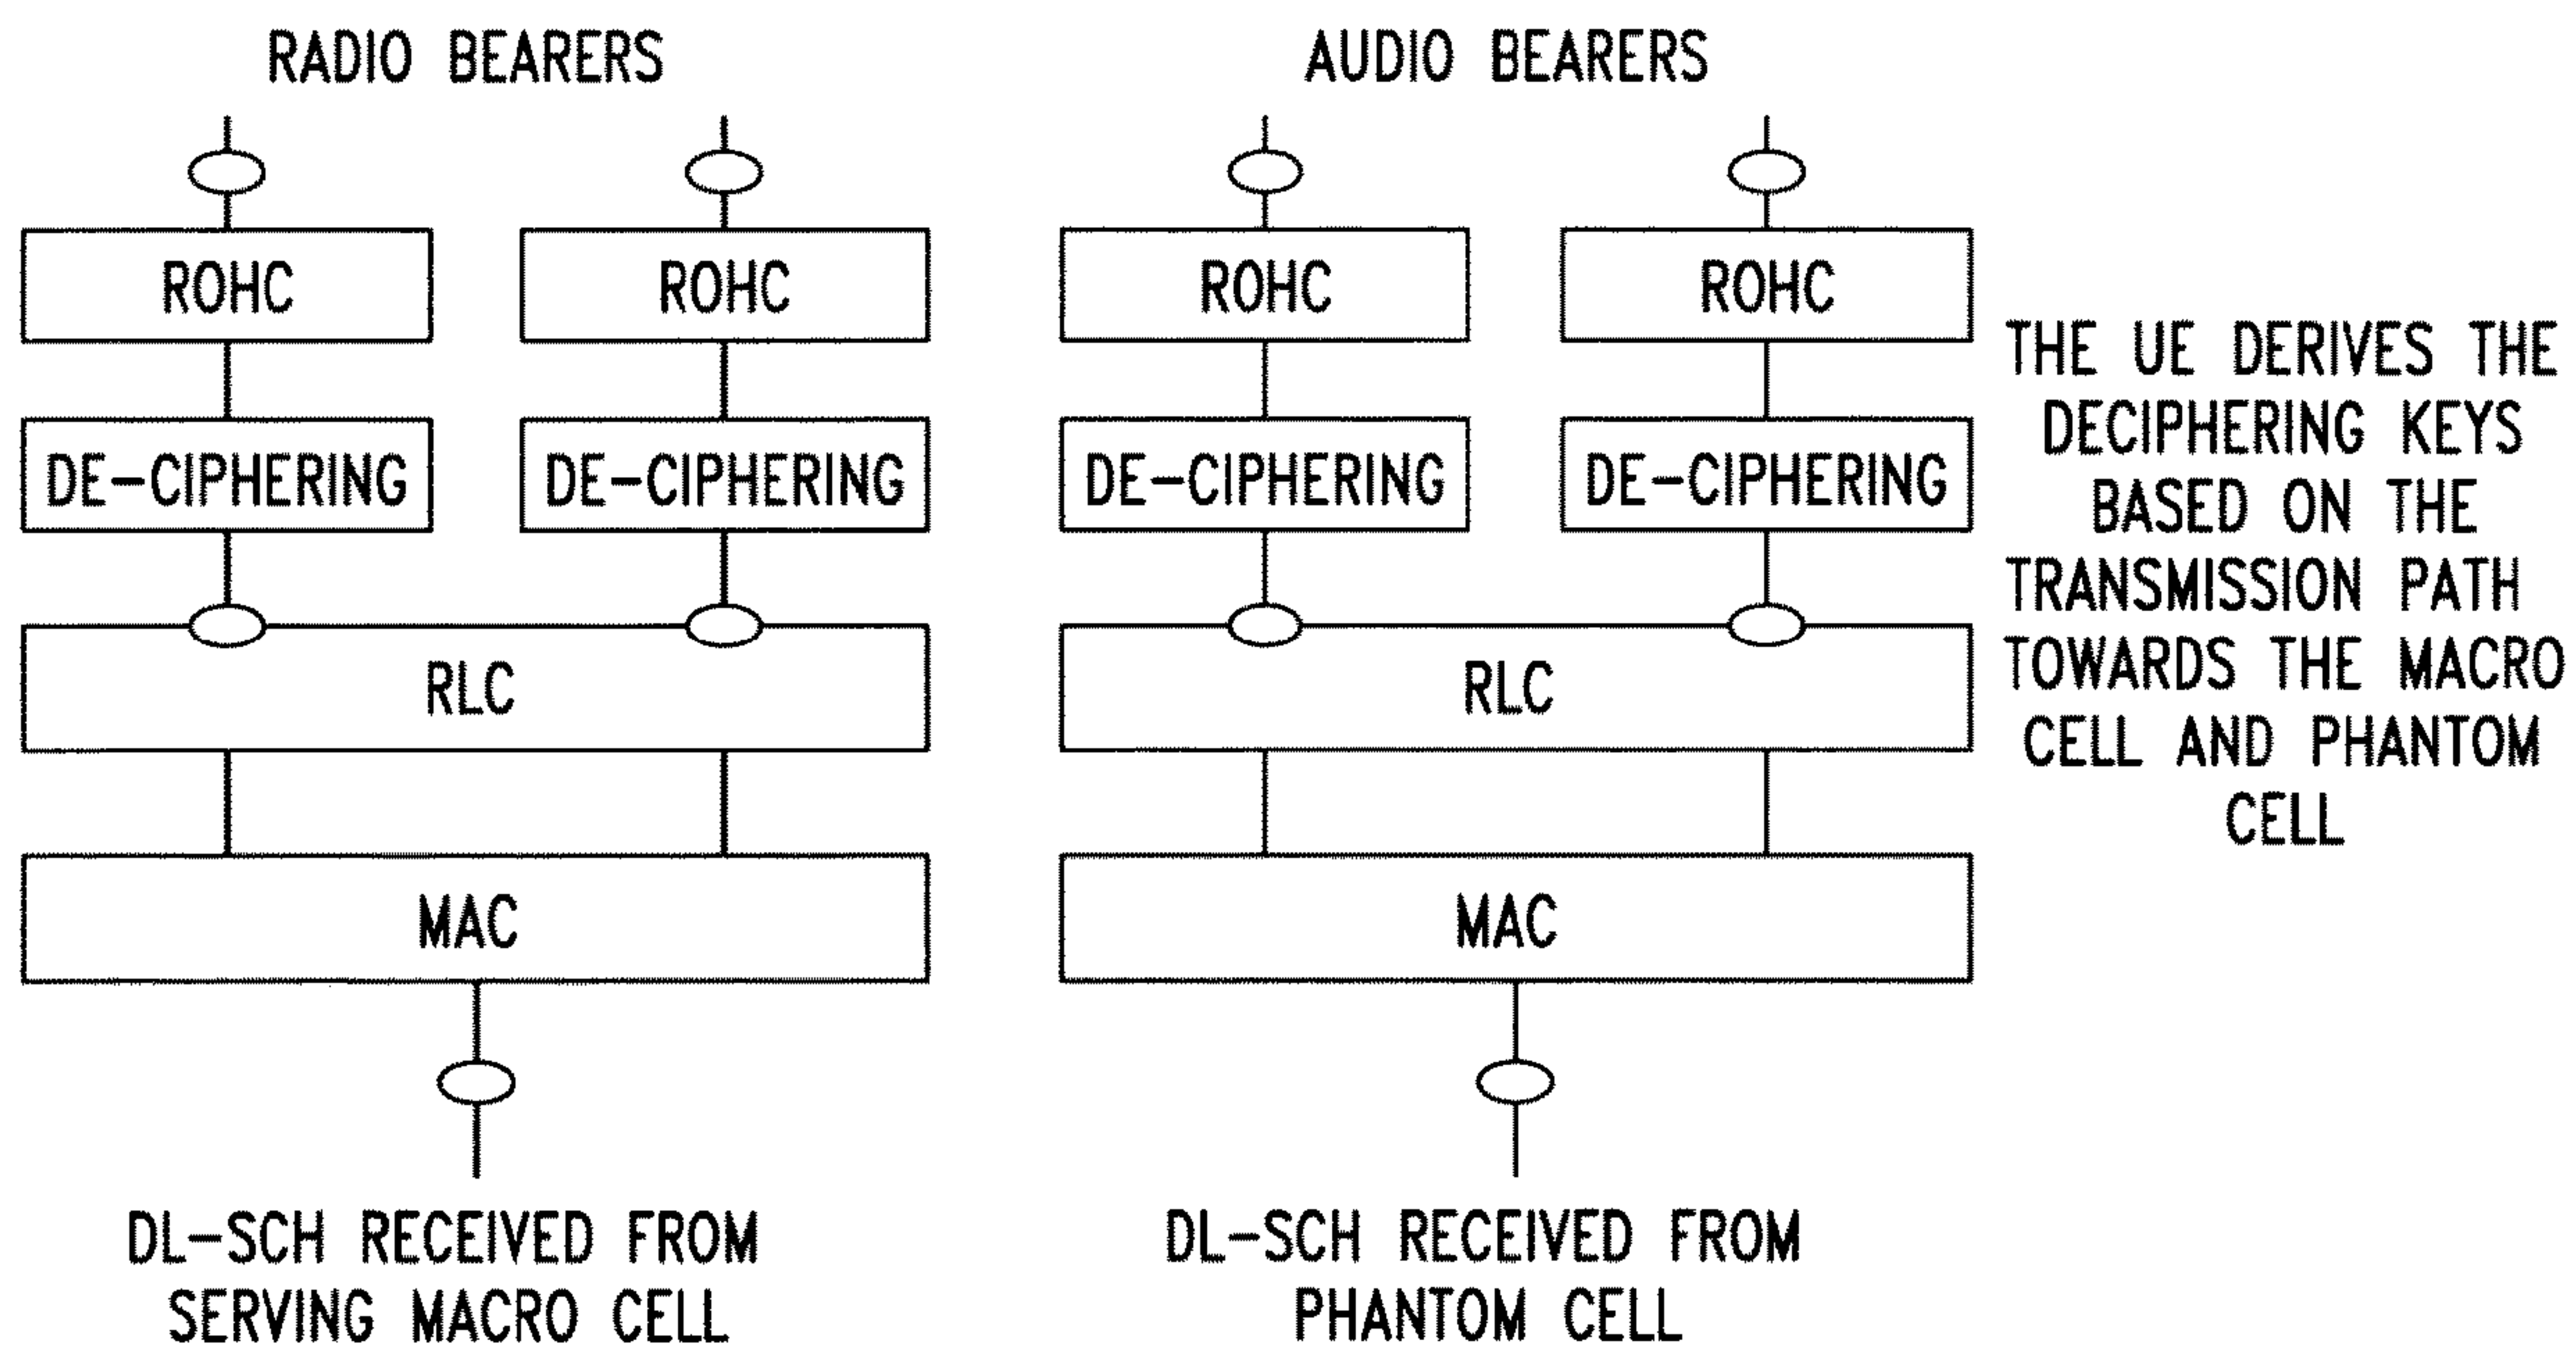 RADIO BEARERS
AUDIO BEARERS
ROHC
ROHC
ROHC
ROHC
DE-CIPHERING
DE-CIPHERING
DE-CIPHERING
DE-CIPHERING
RLC
RLC
MAC
MAC
THE UE DERIVES THE
DECIPHERING KEYS
BASED ON THE
TRANSMISSION PATH
TOWARDS THE MACRO
CELL AND PHANTOM
CELL
DL-SCH RECEIVED FROM
SERVING MACRO CELL
DL-SCH RECEIVED FROM
PHANTOM CELL